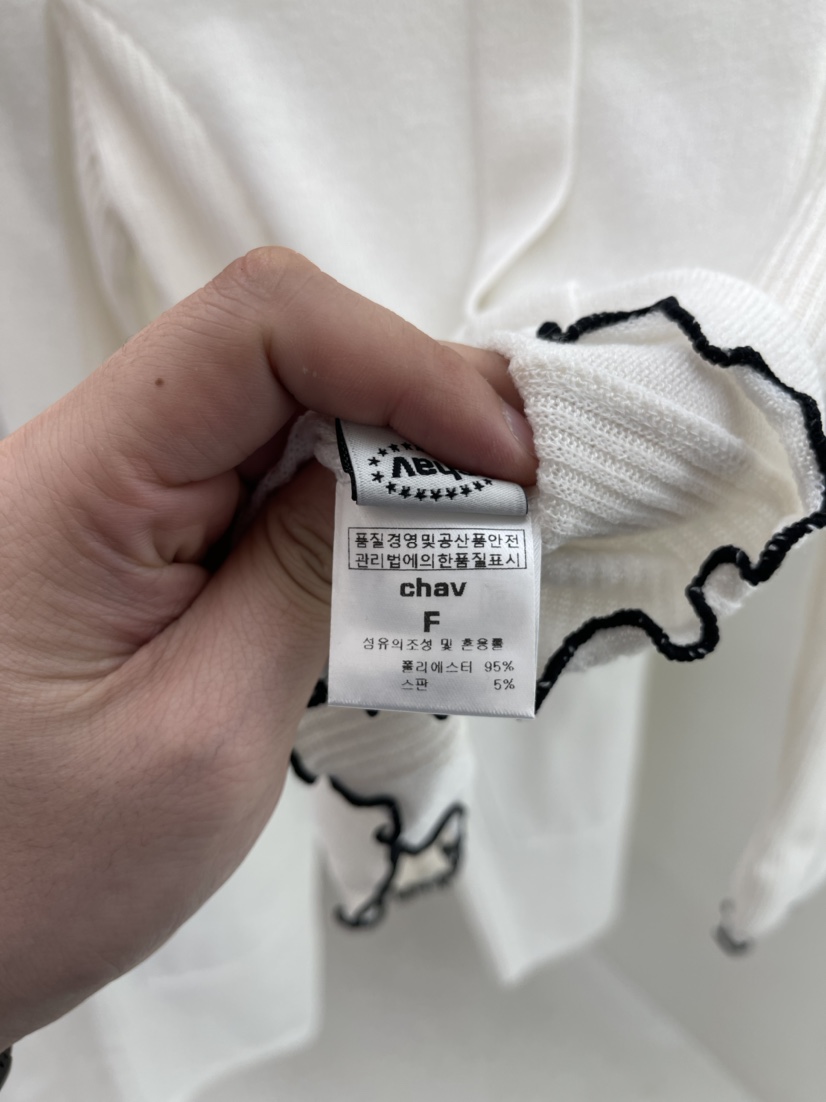 chav
품질경영및공산품안전
관리법에의한품질표시
chav
F
섬유의조성 및 혼용률
폴리에스터 95%
스판 5%